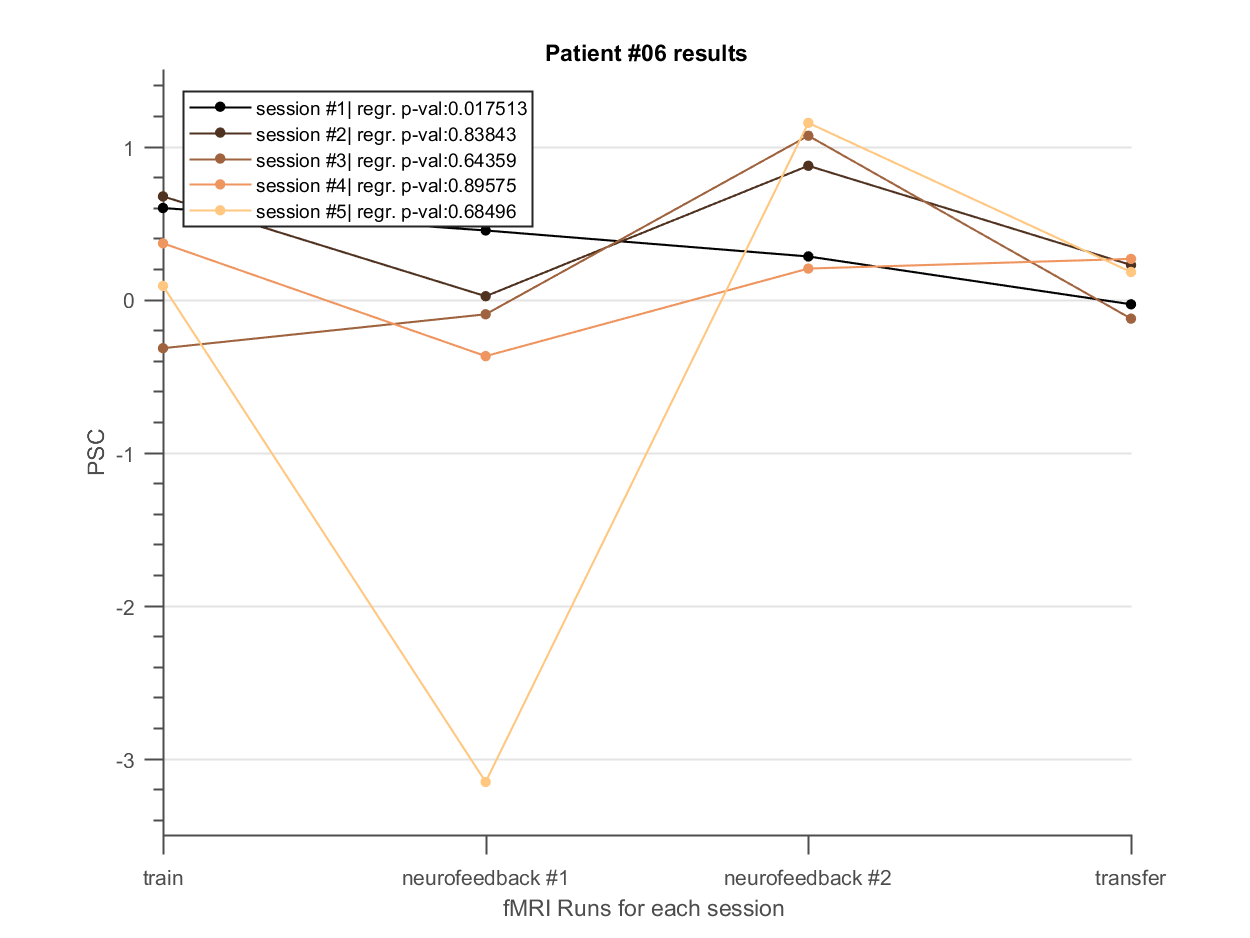 Patient #06 results
session #1| regr. p-val:0.017513
session #2| regr. p-val:0.83843
session #3| regr. p-val:0.64359
session #4| regr. p-val:0.89575
session #5| regr. p-val:0.68496
1
0
-1
-2
-3
PSC
train
neurofeedback #1
neurofeedback #2
transfer
fMRI Runs for each session